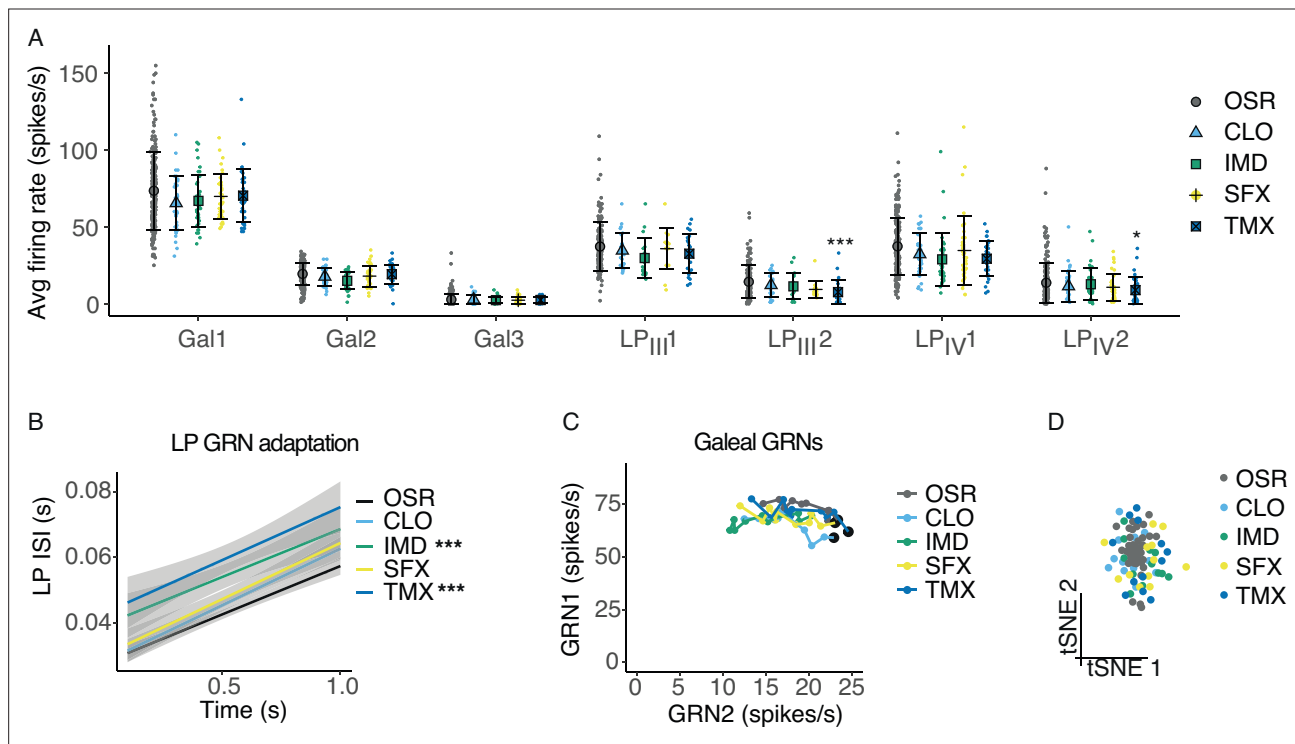 A
Avg firing rate (spikes/s)
150
100
50
0
Gal1 Gal2 Gal3 LPIII1 LPIII2 LPIV1 LPIV2
***
*
OSR
CLO
IMD
SFX
TMX
B
LP GRN adaptation
LP ISI (s)
0.08
0.06
0.04
0.5 1.0
Time (s)
OSR
CLO
IMD ***
SFX
TMX ***
C
Galeal GRNs
GRN1 (spikes/s)
75
50
25
0
0 5 10 15 20 25
GRN2 (spikes/s)
OSR
CLO
IMD
SFX
TMX
D
tSNE 2
tSNE 1
OSR
CLO
IMD
SFX
TMX